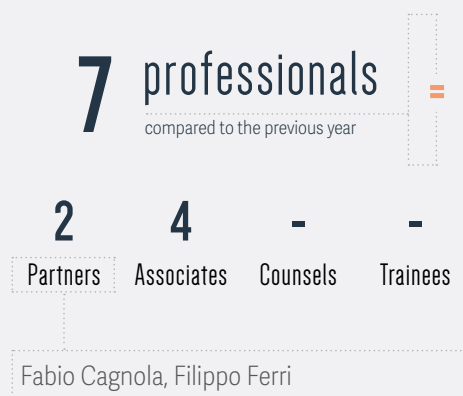 7 professionals =
compared to the previous year
2 4 - -
Partners Associates Counsels Trainees
Fabio Cagnola, Filippo Ferri